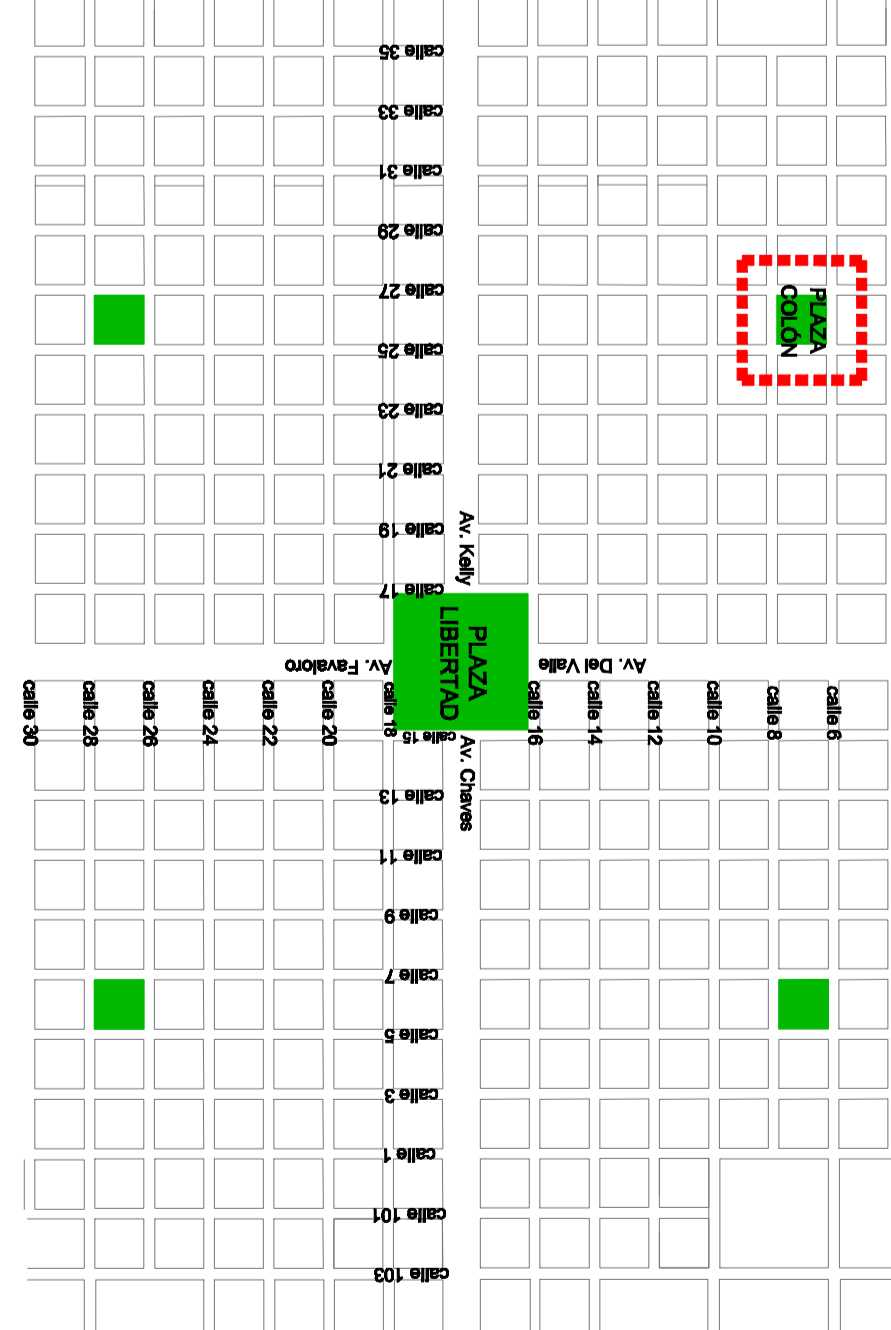 calle 35
calle 33
calle 31
calle 29
calle 27
calle 25
calle 23
calle 21
calle 19
calle 17
PLAZA
COLÓN
Av. Kelly
PLAZA
LIBERTAD
Av. Favaloro
Av. Del Valle
calle 30
calle 28
calle 26
calle 24
calle 22
calle 20
calle 18
calle 16
calle 14
calle 12
calle 10
calle 8
calle 6
calle 15
Av. Chaves
calle 13
calle 11
calle 9
calle 7
calle 5
calle 3
calle 1
calle 101
calle 103